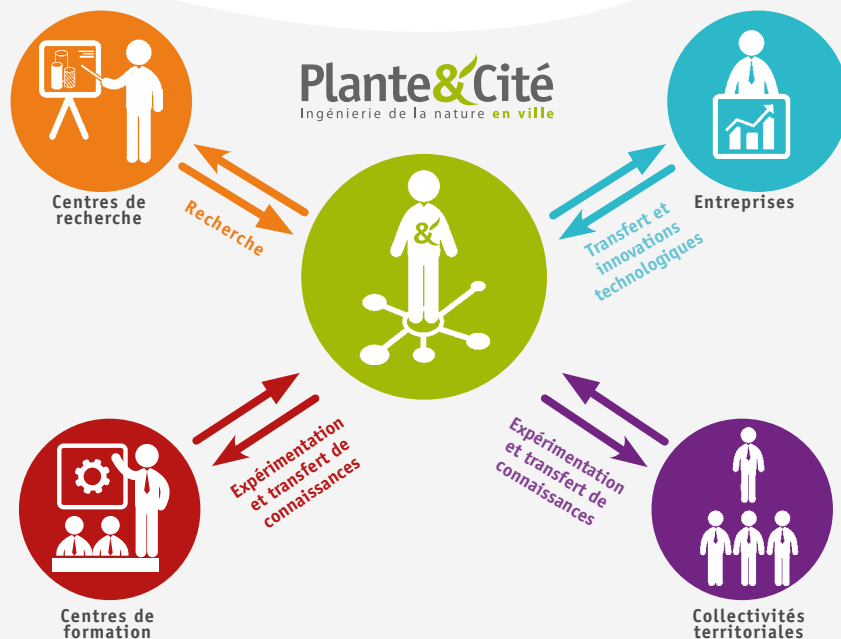 Plante&Cité
Ingénierie de la nature en ville
Centres de
recherche
Recherche
Entreprises
Transfert et
innovations
technologiques
&
Expérimentation
et transfert de
connaissances
Expérimentation
et transfert de
connaissances
Centres de
formation
Collectivités
territoriales